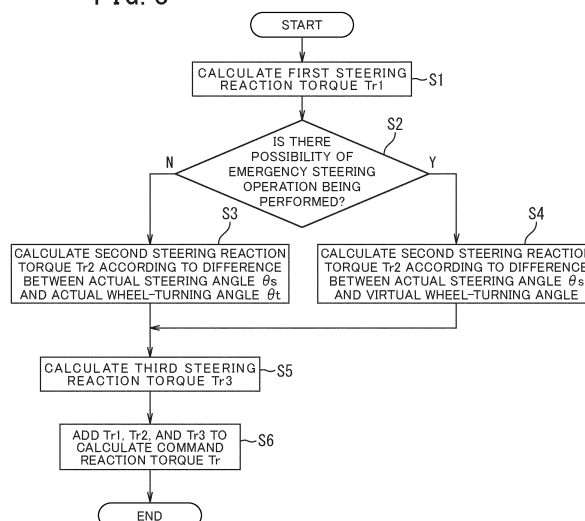 START
CALCULATE FIRST STEERING
REACTION TORQUE Tr1
S1
S2
IS THERE
POSSIBILITY OF
EMERGENCY STEERING
OPERATION BEING
PERFORMED?
N
Y
S3
CALCULATE SECOND STEERING REACTION
TORQUE Tr2 ACCORDING TO DIFFERENCE
BETWEEN ACTUAL STEERING ANGLE θs
AND ACTUAL WHEEL-TURNING ANGLE θt
S4
CALCULATE SECOND STEERING REACTION
TORQUE Tr2 ACCORDING TO DIFFERENCE
BETWEEN ACTUAL STEERING ANGLE θs
AND VIRTUAL WHEEL-TURNING ANGLE
CALCULATE THIRD STEERING
REACTION TORQUE Tr3
S5
ADD Tr1, Tr2, AND Tr3 TO
CALCULATE COMMAND
REACTION TORQUE Tr
S6
END